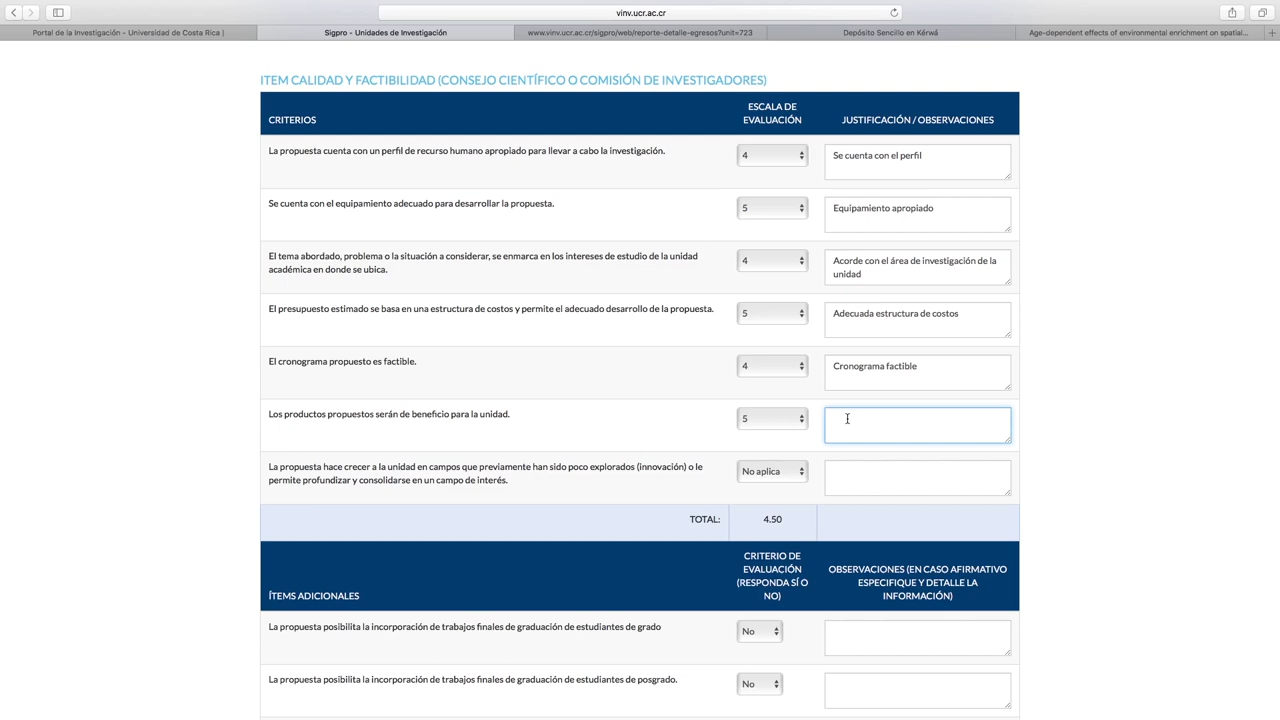 vinv.ucr.ac.cr
Portal de la Investigación - Universidad de Costa Rica |
Sigpro - Unidades de Investigación
www.vinv.ucr.ac.cr/sigpro/web/reporte-detalle-egresos?unit=723
Depósito Sencillo en Kérwá
Age-dependent effects of environmental enrichment on spatial...
ITEM CALIDAD Y FACTIBILIDAD (CONSEJO CIENTÍFICO O COMISIÓN DE INVESTIGADORES)
CRITERIOS
ESCALA DE
EVALUACIÓN
JUSTIFICACIÓN / OBSERVACIONES
La propuesta cuenta con un perfil de recurso humano apropiado para llevar a cabo la investigación.
4
Se cuenta con el perfil
Se cuenta con el equipamiento adecuado para desarrollar la propuesta.
5
Equipamiento apropiado
El tema abordado, problema o la situación a considerar, se enmarca en los intereses de estudio de la unidad
académica en donde se ubica.
4
Acorde con el área de investigación de la
unidad
El presupuesto estimado se basa en una estructura de costos y permite el adecuado desarrollo de la propuesta.
5
Adecuada estructura de costos
El cronograma propuesto es factible.
4
Cronograma factible
Los productos propuestos serán de beneficio para la unidad.
5
La propuesta hace crecer a la unidad en campos que previamente han sido poco explorados (innovación) o le
permite profundizar y consolidarse en un campo de interés.
No aplica
TOTAL:
4.50
ÍTEMS ADICIONALES
CRITERIO DE
EVALUACIÓN
(RESPONDA SÍ O
NO)
OBSERVACIONES (EN CASO AFIRMATIVO
ESPECIFIQUE Y DETALLE LA
INFORMACIÓN)
La propuesta posibilita la incorporación de trabajos finales de graduación de estudiantes de grado
No
La propuesta posibilita la incorporación de trabajos finales de graduación de estudiantes de posgrado.
No